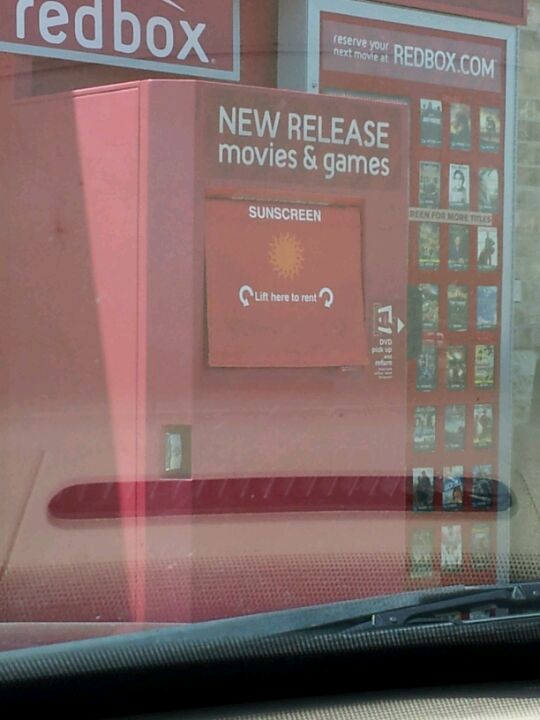 redbox.
reserve your
next movie at REDBOX.COM
NEW RELEASE
movies & games
SUNSCREEN
Lift here to rent
REEN FOR MORE TITLES
DVD
pick up
and
return